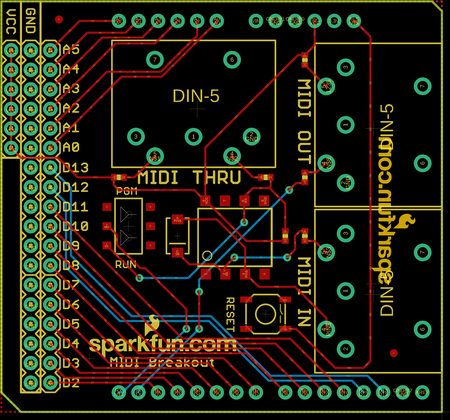 VCC
GND
A5
A4
A3
A2
A1
A0
D13
D12
D11
D10
D9
D8
D7
D6
D5
D4
D3
D2
DIN-5
MIDI THRU
PGM
RUN
MIDI OUT
DIN-5
sparkfun.com
MIDI IN
DIN-5
RESET
sparkfun.com
MIDI Breakout